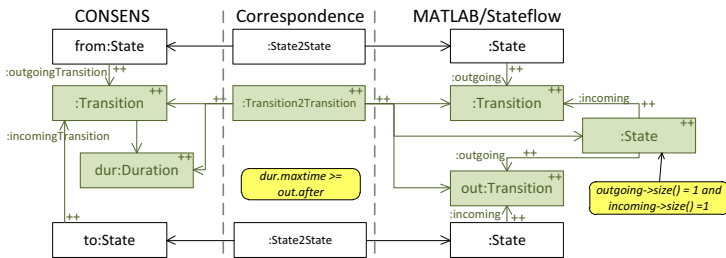 CONSENS Correspondence MATLAB/Stateflow
from:State :State2State :State
:outgoingTransition ++ :outgoing ++
:Transition ++ :Transition2Transition ++ :Transition ++ :incoming ++
:incomingTransition
:State ++
dur:Duration ++ :outgoing ++
dur.maxtime >=
out.after
out:Transition ++
outgoing->size() = 1 and
incoming->size() =1
++ :incoming ++
to:State :State2State :State